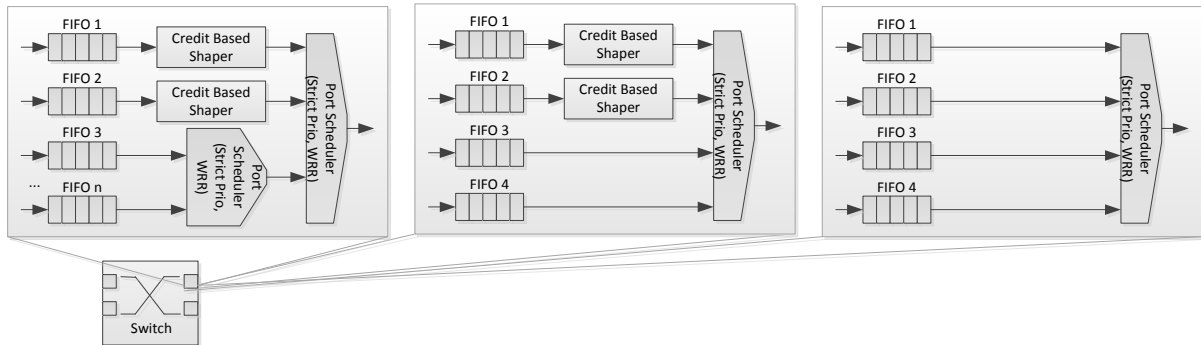 FIFO 1
Credit Based
Shaper
FIFO 2
Credit Based
Shaper
FIFO 3
...
FIFO n
Port
Scheduler
(Strict Prio,
WRR)
Port Scheduler
(Strict Prio, WRR)
FIFO 1
Credit Based
Shaper
FIFO 2
Credit Based
Shaper
FIFO 3
FIFO 4
Port Scheduler
(Strict Prio, WRR)
FIFO 1
FIFO 2
FIFO 3
FIFO 4
Port Scheduler
(Strict Prio, WRR)
Switch